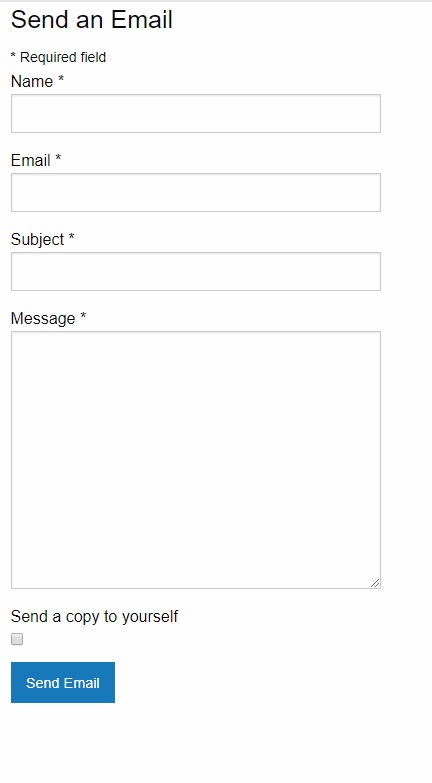 Send an Email
* Required field
Name *
Email *
Subject *
Message *
Send a copy to yourself
Send Email